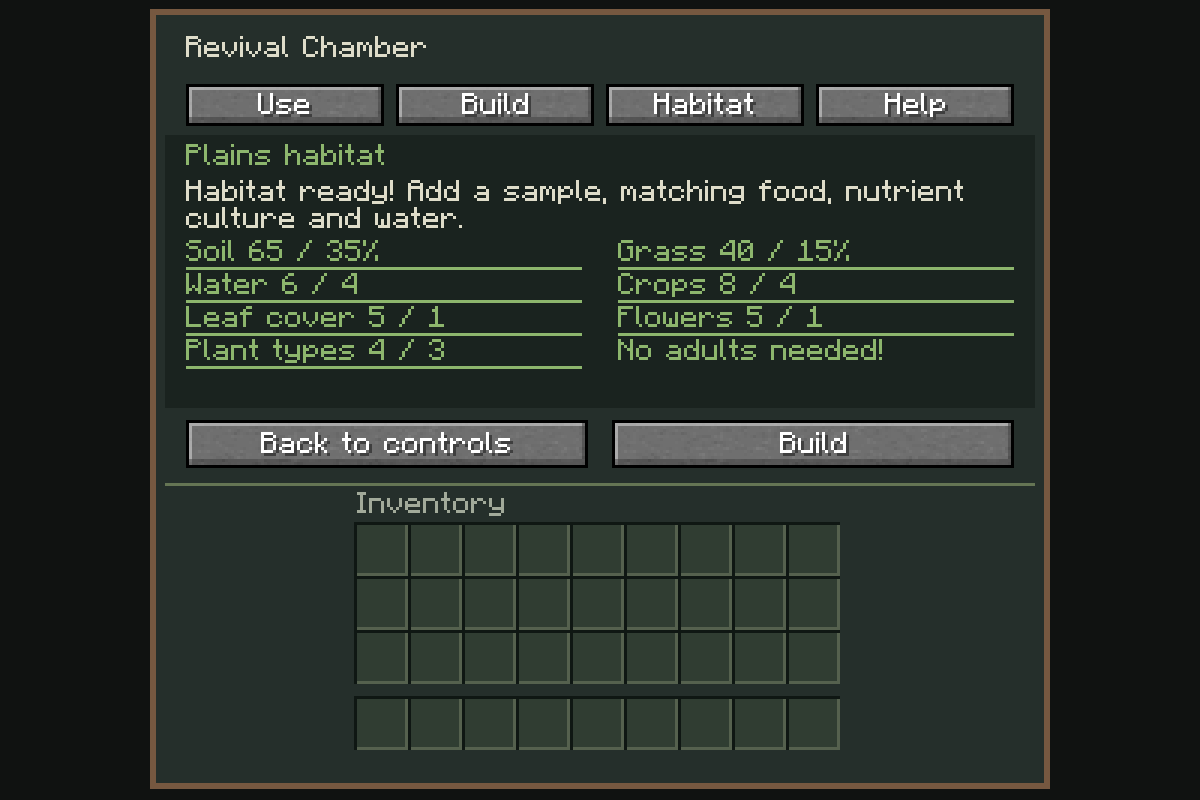 Revival Chamber
Use Build Habitat Help
Plains habitat
Habitat ready! Add a sample, matching food, nutrient
culture and water.
Soil 65 / 35% Grass 40 / 15%
Water 6 / 4 Crops 8 / 4
Leaf cover 5 / 1 Flowers 5 / 1
Plant types 4 / 3 No adults needed!
Back to controls Build
Inventory